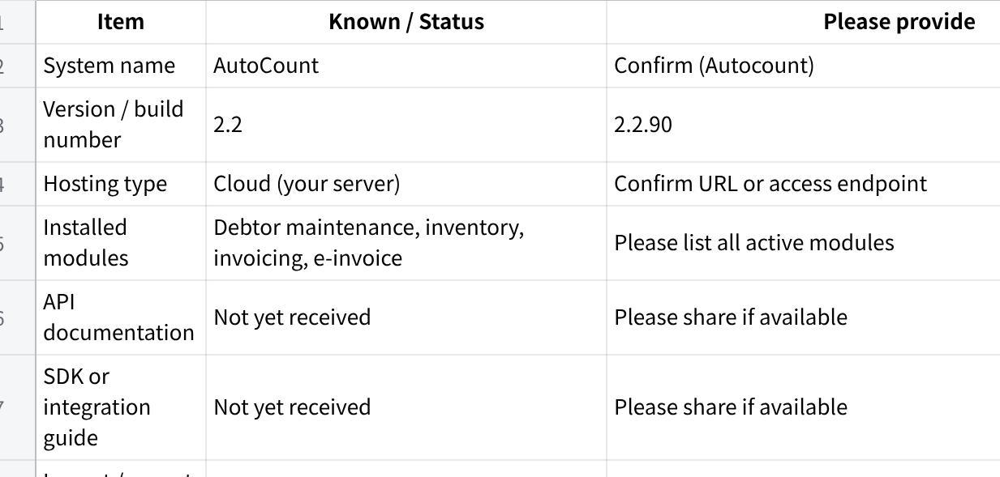 Item Known / Status Please provide
2 System name AutoCount Confirm (Autocount)
Version / build
3 number 2.2 2.2.90
4 Hosting type Cloud (your server) Confirm URL or access endpoint
Installed Debtor maintenance, inventory,
5 modules invoicing, e-invoice Please list all active modules
API
6 documentation Not yet received Please share if available
SDK or
7 integration Not yet received Please share if available
guide